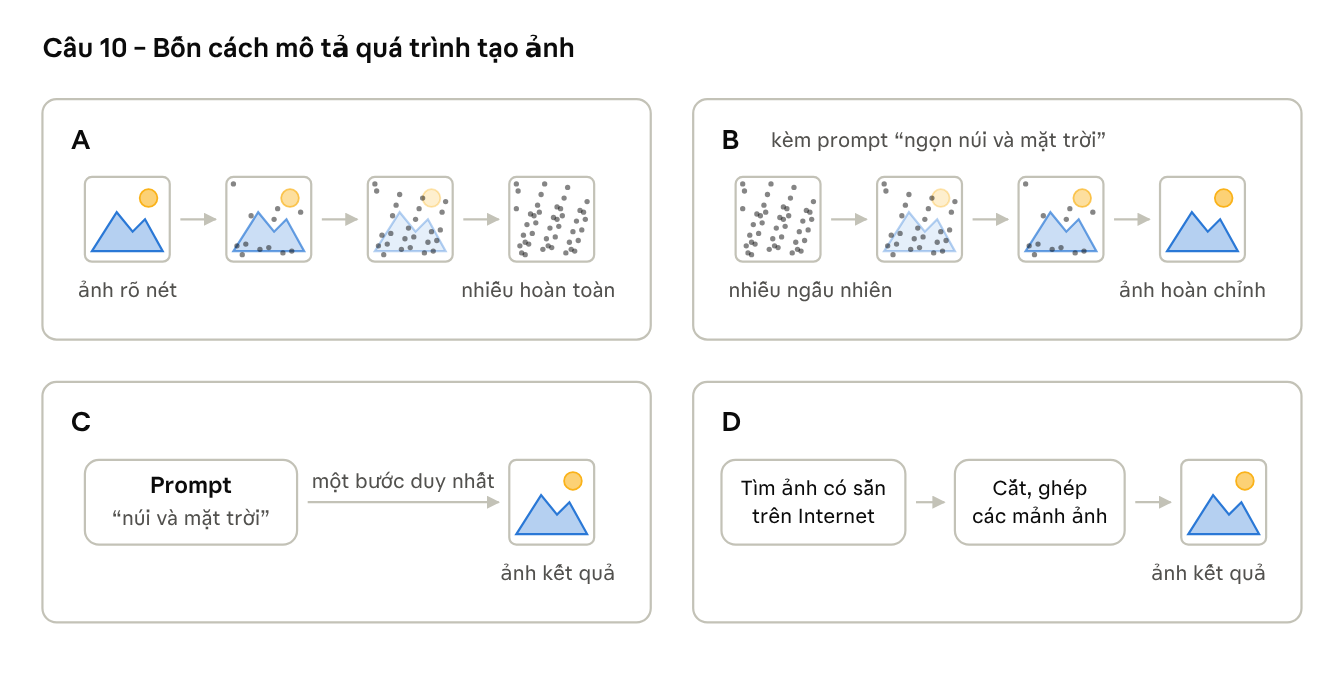 Câu 10 – Bốn cách mô tả quá trình tạo ảnh
A
ảnh rõ nét
nhiễu hoàn toàn
B
kèm prompt “ngọn núi và mặt trời”
nhiễu ngẫu nhiên
ảnh hoàn chỉnh
C
Prompt
“núi và mặt trời”
một bước duy nhất
ảnh kết quả
D
Tìm ảnh có sẵn
trên Internet
Cắt, ghép
các mảnh ảnh
ảnh kết quả